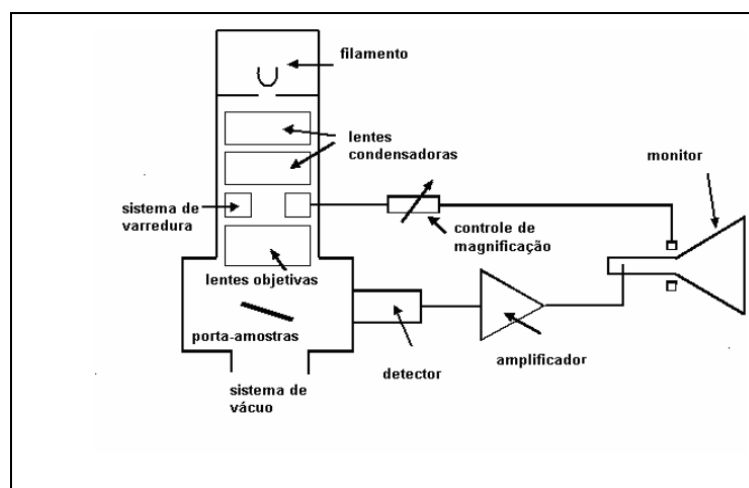 filamento
lentes
condensadoras
monitor
sistema de
varredura
controle de
magnificação
lentes objetivas
porta-amostras
detector
amplificador
sistema de
vácuo